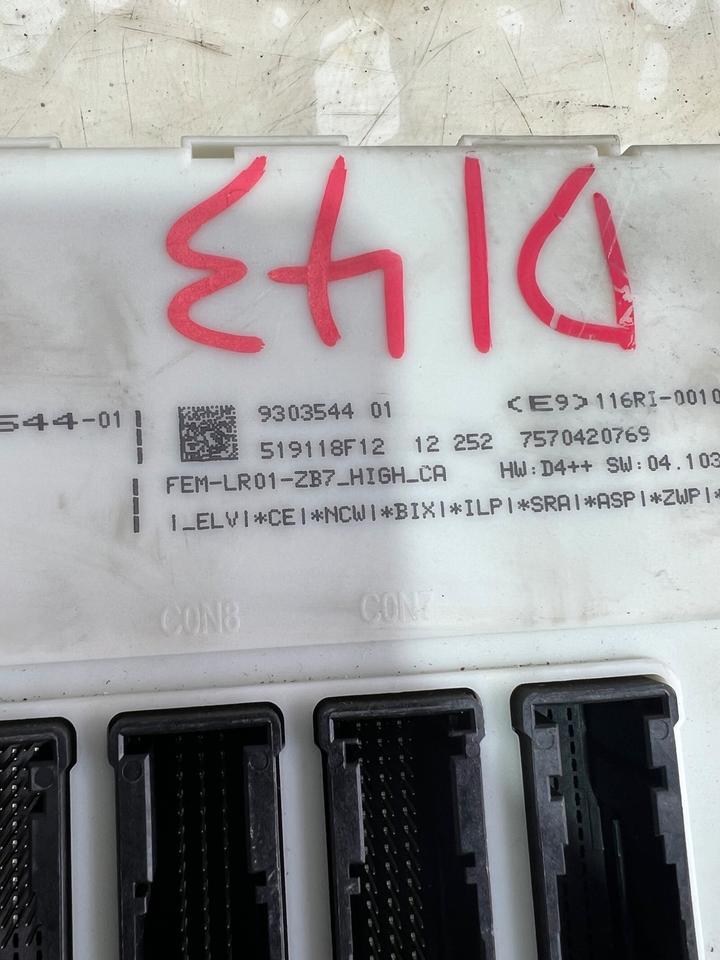 D143
544-01
9303544 01
<E9> 116RI-0010
519118F12 12 252 7570420769
FEM-LR01-ZB7_HIGH_CA HW:D4++ SW:04.103
|_ELV|*CE|*NCW|*BIX|*ILP|*SRA|*ASP|*ZWP|*
CON8 CON7